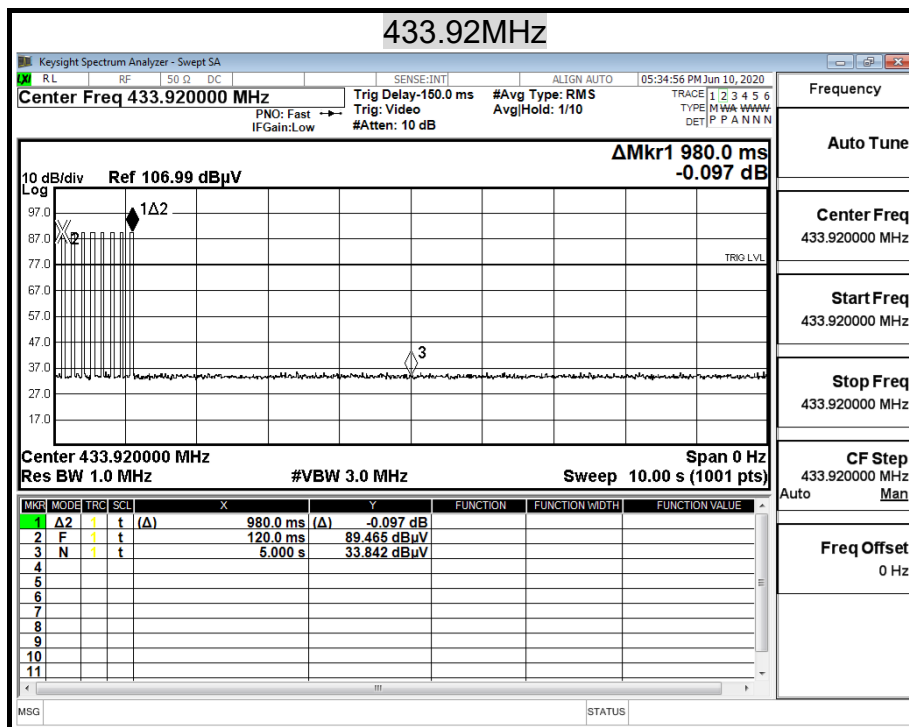 433.92MHz
Keysight Spectrum Analyzer - Swept SA
LXI RL RF 50 Ω DC SENSE:INT ALIGN AUTO 05:34:56 PM Jun 10, 2020
Center Freq 433.920000 MHz
PNO: Fast
IFGain:Low
Trig Delay-150.0 ms
Trig: Video
#Atten: 10 dB
#Avg Type: RMS
Avg|Hold: 1/10
TRACE 1 2 3 4 5 6
TYPE M WA WWWW
DET P P A N N N
ΔMkr1 980.0 ms
-0.097 dB
10 dB/div Ref 106.99 dBµV
Log
97.0
87.0
77.0
67.0
57.0
47.0
37.0
27.0
17.0
1Δ2
2
TRIG LVL
3
Center 433.920000 MHz Span 0 Hz
Res BW 1.0 MHz #VBW 3.0 MHz Sweep 10.00 s (1001 pts)
MKR MODE TRC SCL X Y FUNCTION FUNCTION WIDTH FUNCTION VALUE
1 Δ2 1 t (Δ) 980.0 ms (Δ) -0.097 dB
2 F 1 t 120.0 ms 89.465 dBµV
3 N 1 t 5.000 s 33.842 dBµV
4
5
6
7
8
9
10
11
MSG STATUS
Frequency
Auto Tune
Center Freq
433.920000 MHz
Start Freq
433.920000 MHz
Stop Freq
433.920000 MHz
CF Step
433.920000 MHz
Auto Man
Freq Offset
0 Hz